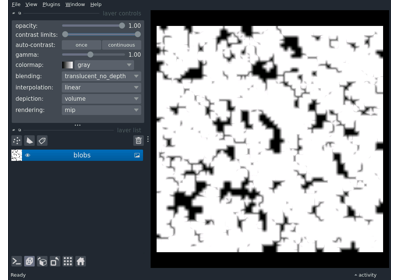 File View Plugins Window Help
layer controls
opacity: 1.00
contrast limits:
auto-contrast: once continuous
gamma: 1.00
colormap: gray
blending: translucent_no_depth
interpolation: linear
depiction: volume
rendering: mip
layer list
blobs
Ready activity